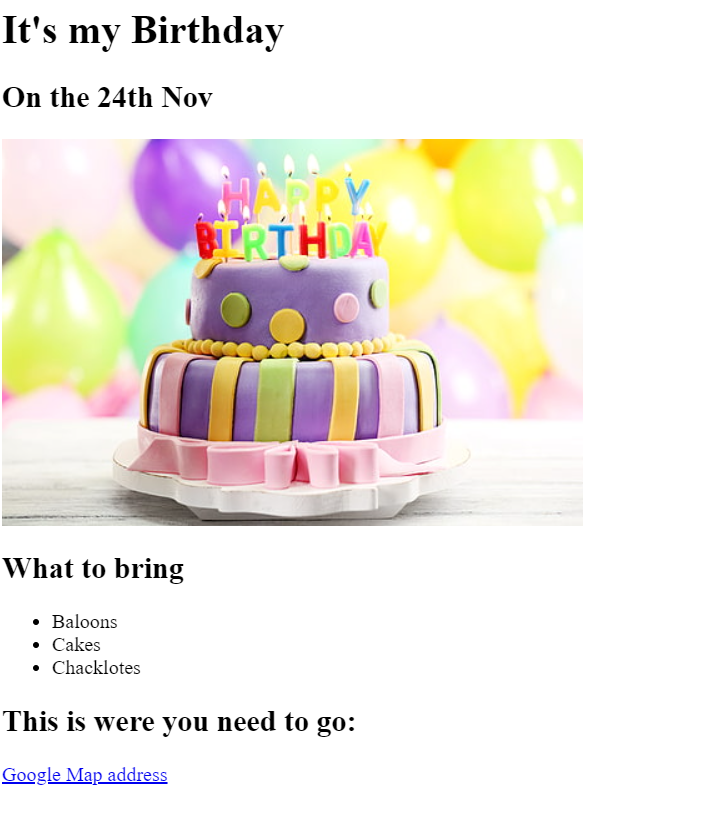 It's my Birthday
On the 24th Nov
HAPPY
BIRTHDAY
What to bring
Baloons
Cakes
Chacklotes
This is were you need to go:
Google Map address